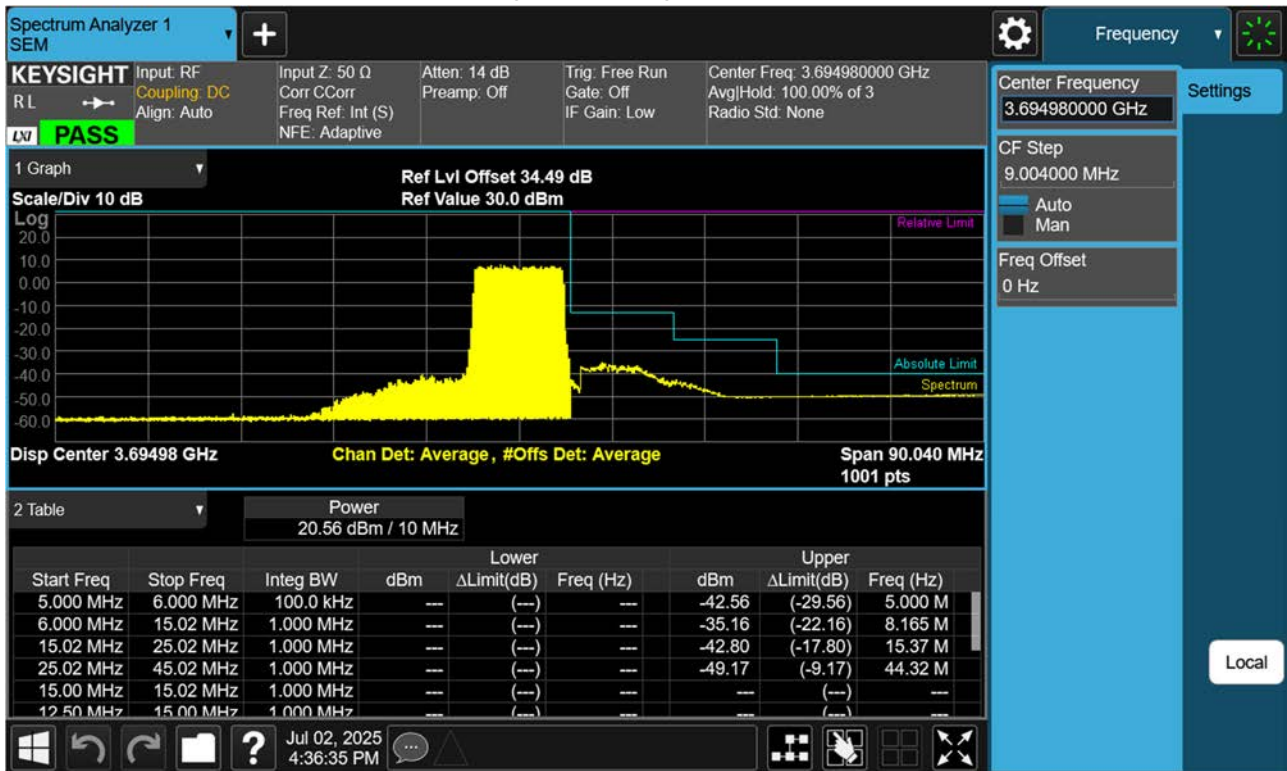 Spectrum Analyzer 1
SEM
+
Frequency
KEYSIGHT
RL
LXI PASS
Input: RF
Coupling: DC
Align: Auto
Input Z: 50 Ω
Corr CCorr
Freq Ref: Int (S)
NFE: Adaptive
Atten: 14 dB
Preamp: Off
Trig: Free Run
Gate: Off
IF Gain: Low
Center Freq: 3.694980000 GHz
Avg|Hold: 100.00% of 3
Radio Std: None
Center Frequency
3.694980000 GHz
Settings
CF Step
9.004000 MHz
Auto
Man
Freq Offset
0 Hz
Local
1 Graph
Scale/Div 10 dB
Ref Lvl Offset 34.49 dB
Ref Value 30.0 dBm
Log
20.0
10.0
0.00
-10.0
-20.0
-30.0
-40.0
-50.0
-60.0
Relative Limit
Absolute Limit
Spectrum
Disp Center 3.69498 GHz
Chan Det: Average, #Offs Det: Average
Span 90.040 MHz
1001 pts
2 Table
Power
20.56 dBm / 10 MHz
Lower Upper
Start Freq Stop Freq Integ BW dBm ΔLimit(dB) Freq (Hz) dBm ΔLimit(dB) Freq (Hz)
5.000 MHz 6.000 MHz 100.0 kHz --- (---) --- -42.56 (-29.56) 5.000 M
6.000 MHz 15.02 MHz 1.000 MHz --- (---) --- -35.16 (-22.16) 8.165 M
15.02 MHz 25.02 MHz 1.000 MHz --- (---) --- -42.80 (-17.80) 15.37 M
25.02 MHz 45.02 MHz 1.000 MHz --- (---) --- -49.17 (-9.17) 44.32 M
15.00 MHz 15.02 MHz 1.000 MHz --- (---) --- --- (---) ---
12.50 MHz 15.00 MHz 1.000 MHz --- (---) --- --- (---) ---
?
Jul 02, 2025
4:36:35 PM